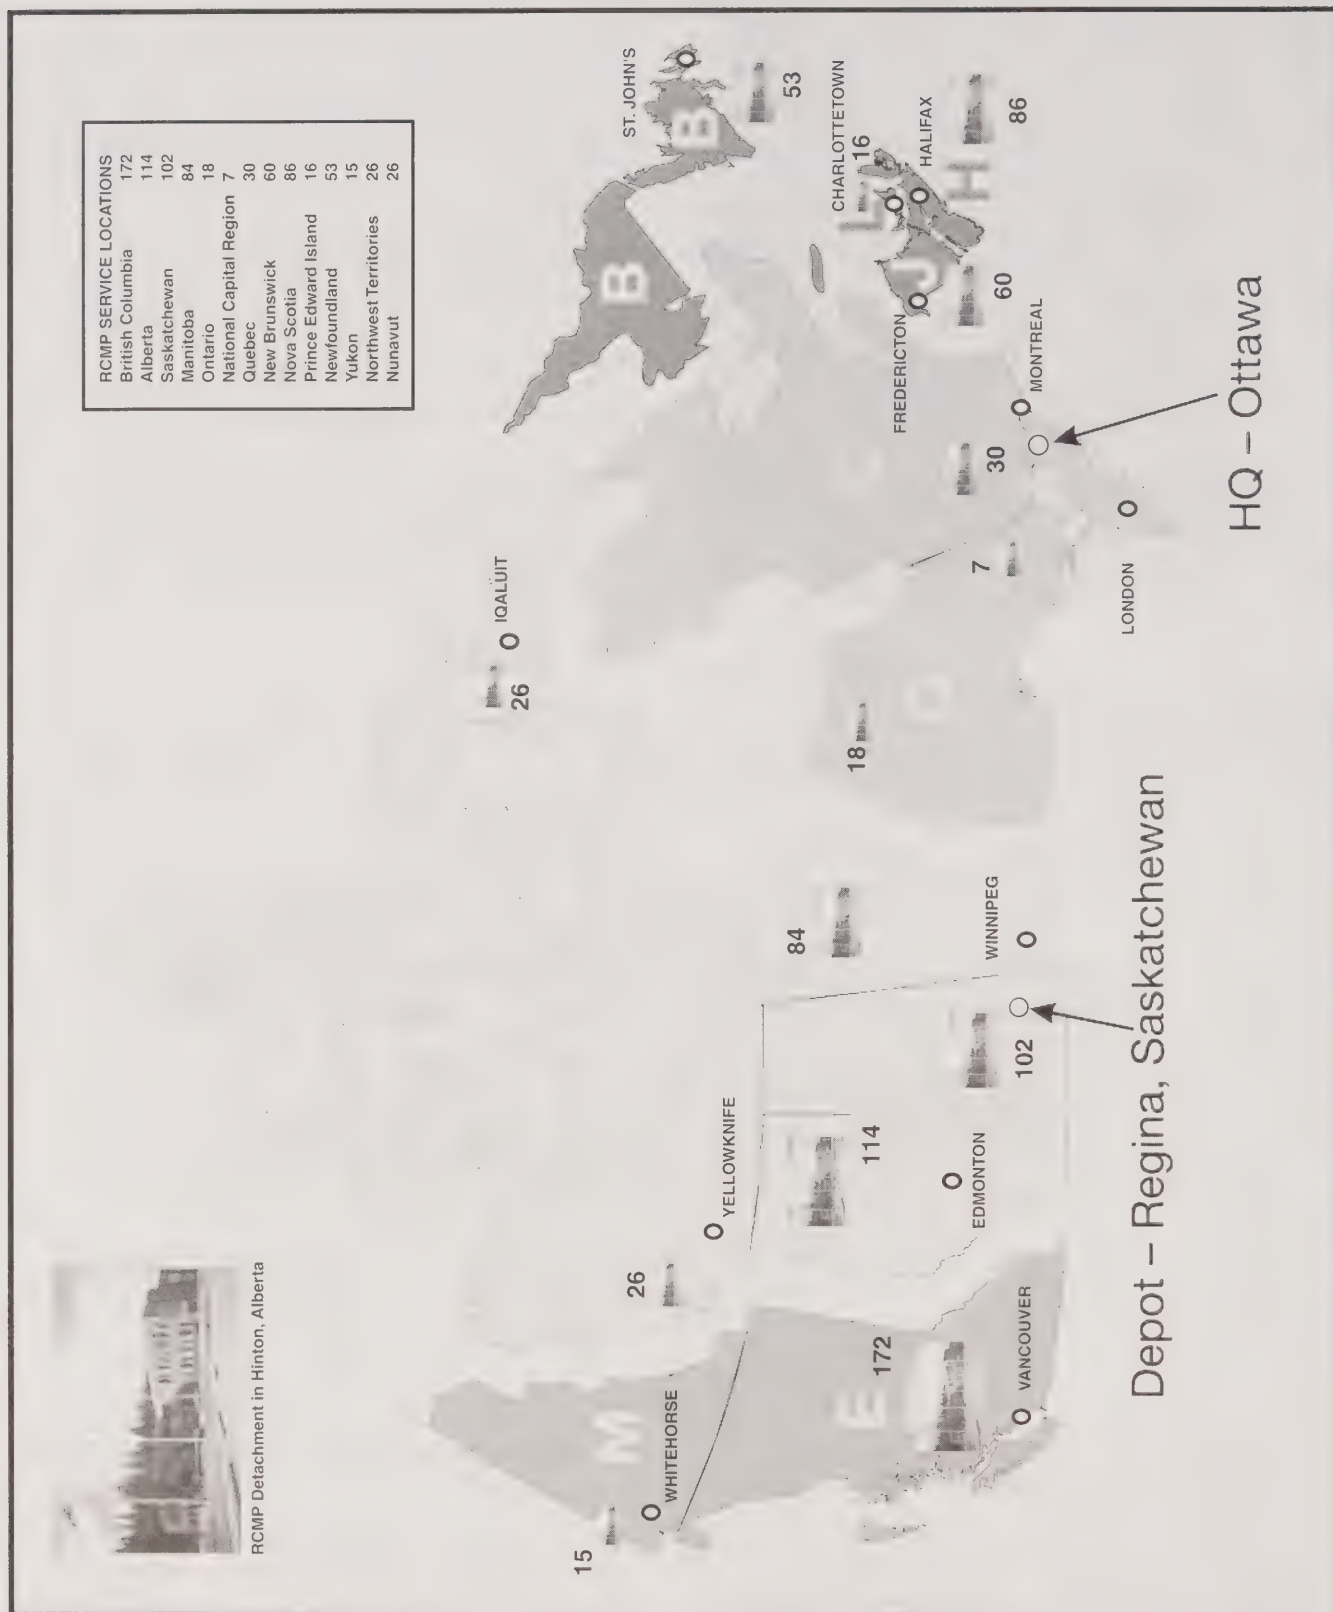 RCMP Detachment in Hinton, Alberta
RCMP SERVICE LOCATIONS
British Columbia 172
Alberta 114
Saskatchewan 102
Manitoba 84
Ontario 18
National Capital Region 7
Quebec 30
New Brunswick 60
Nova Scotia 86
Prince Edward Island 16
Newfoundland 53
Yukon 15
Northwest Territories 26
Nunavut 26
15
WHITEHORSE
M
26
YELLOWKNIFE
26
IQALUIT
B
B
ST. JOHN'S
53
E
172
VANCOUVER
114
EDMONTON
102
84
WINNIPEG
18
O
7
LONDON
C
30
MONTREAL
FREDERICTON
J
60
CHARLOTTETOWN
L
16
HALIFAX
H
86
Depot – Regina, Saskatchewan
HQ – Ottawa